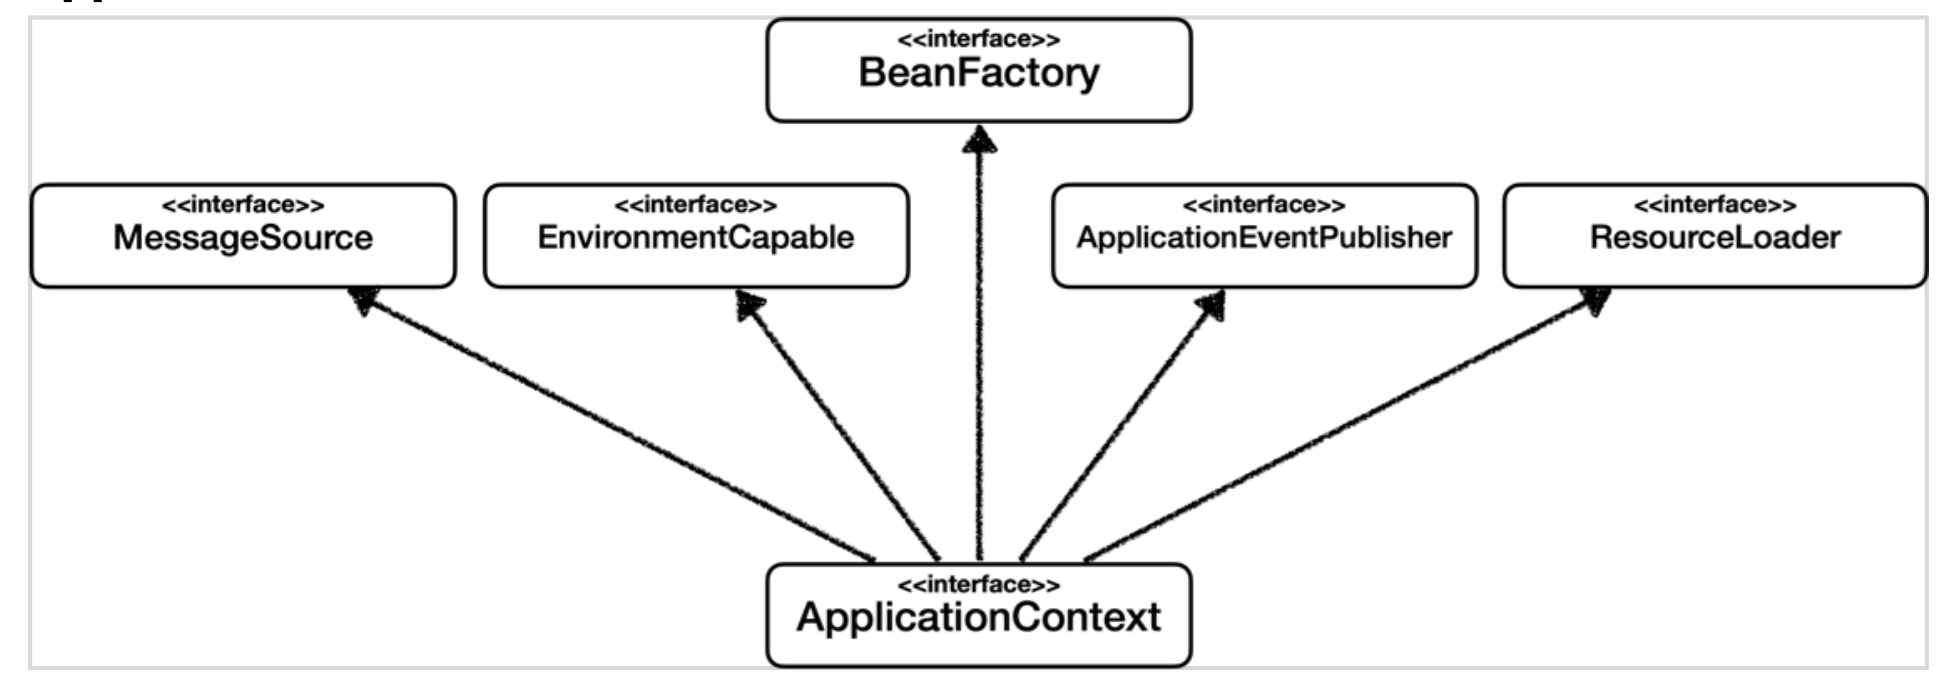 <<interface>>
BeanFactory
<<interface>>
MessageSource
<<interface>>
EnvironmentCapable
<<interface>>
ApplicationEventPublisher
<<interface>>
ResourceLoader
<<interface>>
ApplicationContext